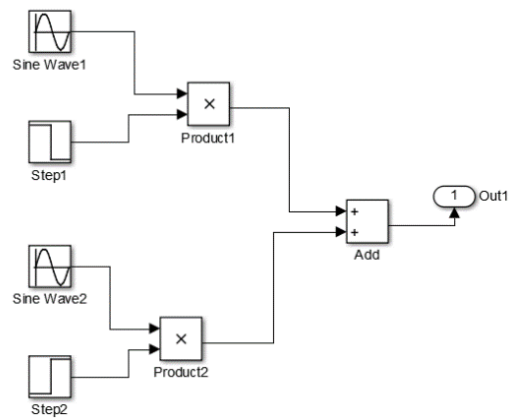 Sine Wave1
×
Product1
Step1
1
Out1
+
+
Add
Sine Wave2
×
Product2
Step2